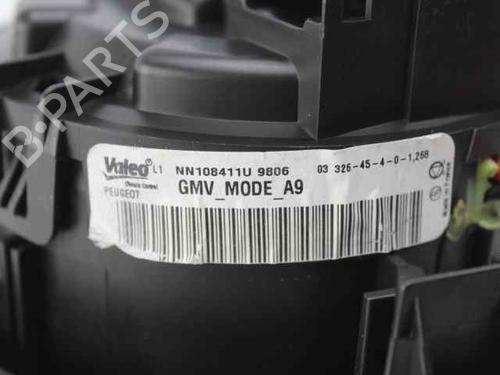 B-PARTS
Valeo L1 NN108411U 9806 03 326-45-4-0-1,268
Climate Control
PEUGEOT GMV_MODE_A9